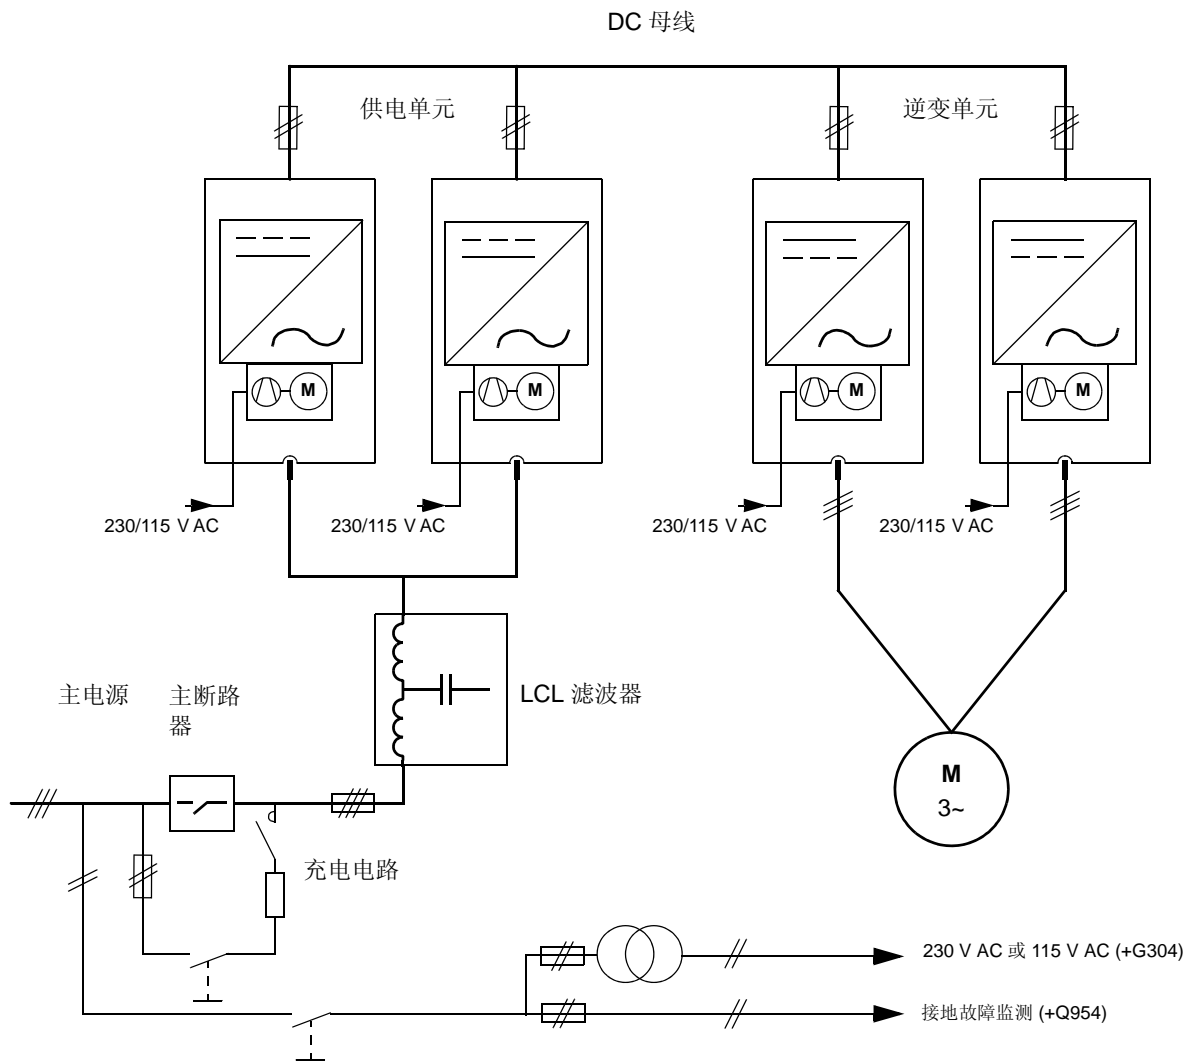 DC 母线
供电单元
逆变单元
M
M
M
M
230/115 V AC
230/115 V AC
230/115 V AC
230/115 V AC
主电源
主断路
器
LCL 滤波器
M
3~
充电电路
230 V AC 或 115 V AC (+G304)
接地故障监测 (+Q954)